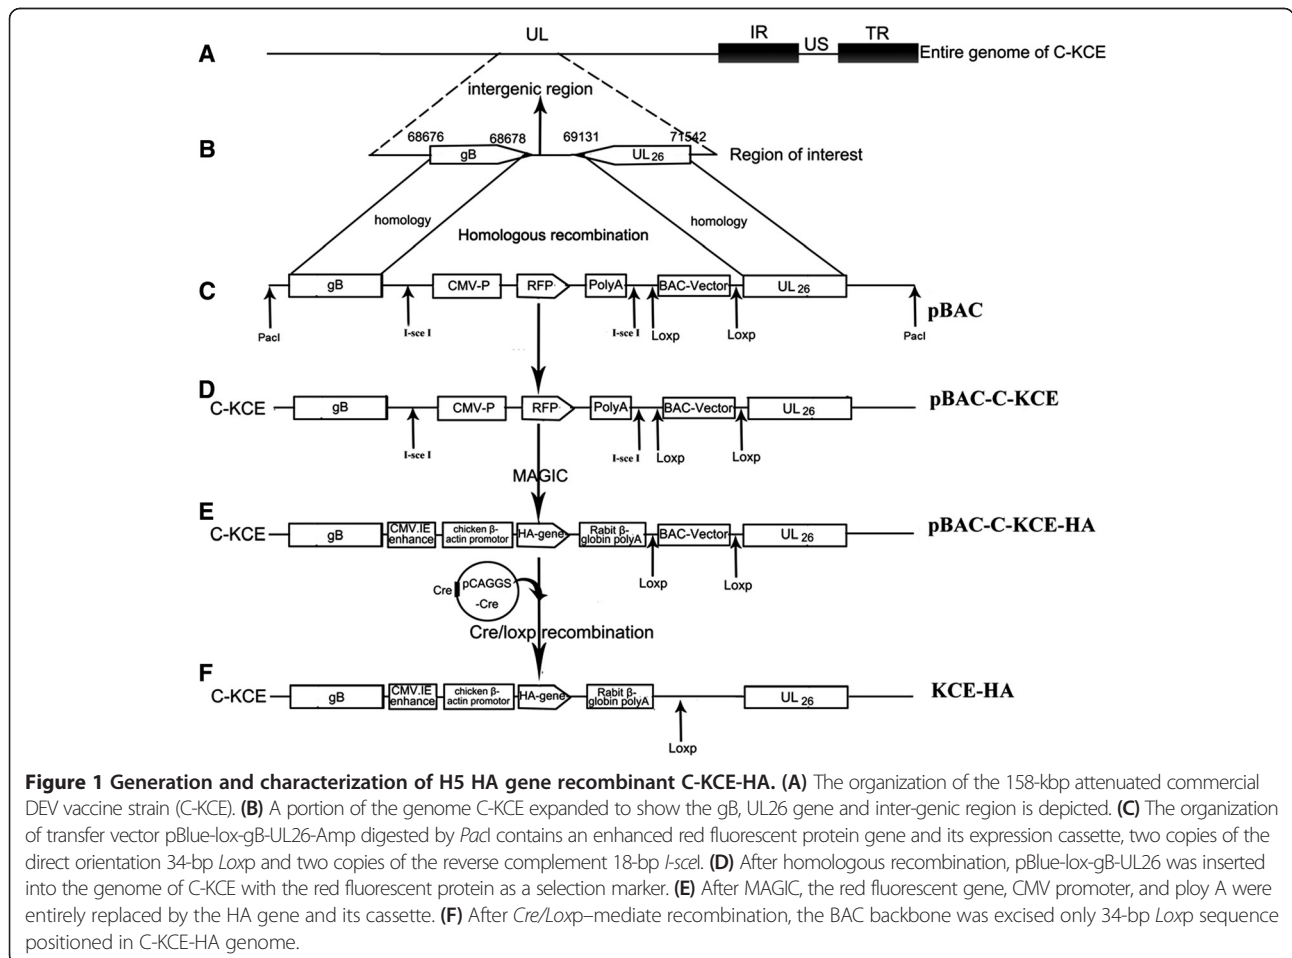 UL
IR
US
TR
A
Entire genome of C-KCE
intergenic region
68676
68678
69131
71542
B
gB
UL 26
Region of interest
homology
homology
Homologous recombination
C
gB
CMV-P
RFP
PolyA
BAC-Vector
UL 26
pBAC
PacI
I-sce I
I-sce I
Loxp
Loxp
PacI
D
C-KCE
gB
CMV-P
RFP
PolyA
BAC-Vector
UL 26
pBAC-C-KCE
I-sce I
I-sce I
Loxp
Loxp
MAGIC
E
C-KCE
gB
CMV.IE enhance
chicken β-actin promotor
HA-gene
Rabit β-globin polyA
BAC-Vector
UL 26
pBAC-C-KCE-HA
Loxp
Loxp
Cre
pCAGGS
-Cre
Cre/loxp recombination
F
C-KCE
gB
CMV.IE enhance
chicken β-actin promotor
HA-gene
Rabit β-globin polyA
UL 26
KCE-HA
Loxp
Figure 1 Generation and characterization of H5 HA gene recombinant C-KCE-HA. (A) The organization of the 158-kbp attenuated commercial
DEV vaccine strain (C-KCE). (B) A portion of the genome C-KCE expanded to show the gB, UL26 gene and inter-genic region is depicted. (C) The organization
of transfer vector pBlue-lox-gB-UL26-Amp digested by PacI contains an enhanced red fluorescent protein gene and its expression cassette, two copies of the
direct orientation 34-bp Loxp and two copies of the reverse complement 18-bp I-sceI. (D) After homologous recombination, pBlue-lox-gB-UL26 was inserted
into the genome of C-KCE with the red fluorescent protein as a selection marker. (E) After MAGIC, the red fluorescent gene, CMV promoter, and ploy A were
entirely replaced by the HA gene and its cassette. (F) After Cre/Loxp–mediate recombination, the BAC backbone was excised only 34-bp Loxp sequence
positioned in C-KCE-HA genome.